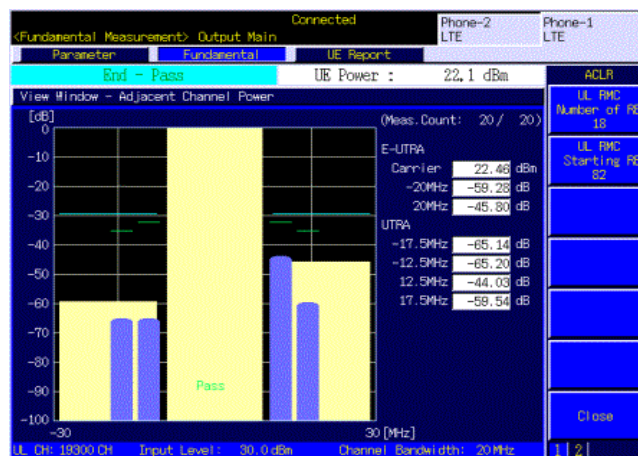 Connected
Phone-2
LTE
Phone-1
LTE
<Fundamental Measurement> Output Main
Parameter
Fundamental
UE Report
End - Pass
UE Power :
22.1 dBm
ACLR
View Window - Adjacent Channel Power
UL RMC
Number of RB
18
UL RMC
Starting RB
82
Close
1 2
(Meas.Count: 20/ 20)
[dB]
0
-10
-20
-30
-40
-50
-60
-70
-80
-90
-100
-30
30 [MHz]
Pass
E-UTRA
Carrier 22.46 dBm
-20MHz -59.28 dB
20MHz -45.80 dB
UTRA
-17.5MHz -65.14 dB
-12.5MHz -65.20 dB
12.5MHz -44.03 dB
17.5MHz -59.54 dB
UL CH: 19300 CH Input Level: 30.0 dBm Channel Bandwidth: 20 MHz